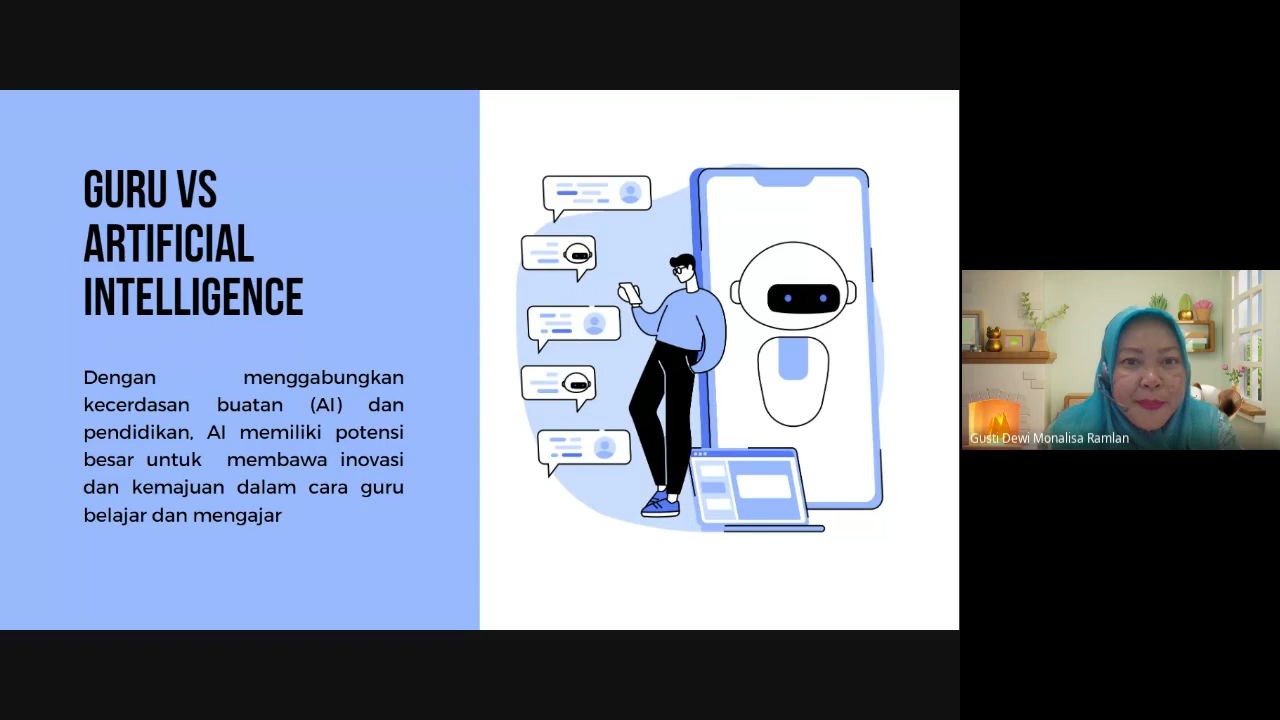 GURU VS
ARTIFICIAL
INTELLIGENCE
Dengan menggabungkan
kecerdasan buatan (AI) dan
pendidikan, AI memiliki potensi
besar untuk membawa inovasi
dan kemajuan dalam cara guru
belajar dan mengajar
Gusti Dewi Monalisa Ramlan